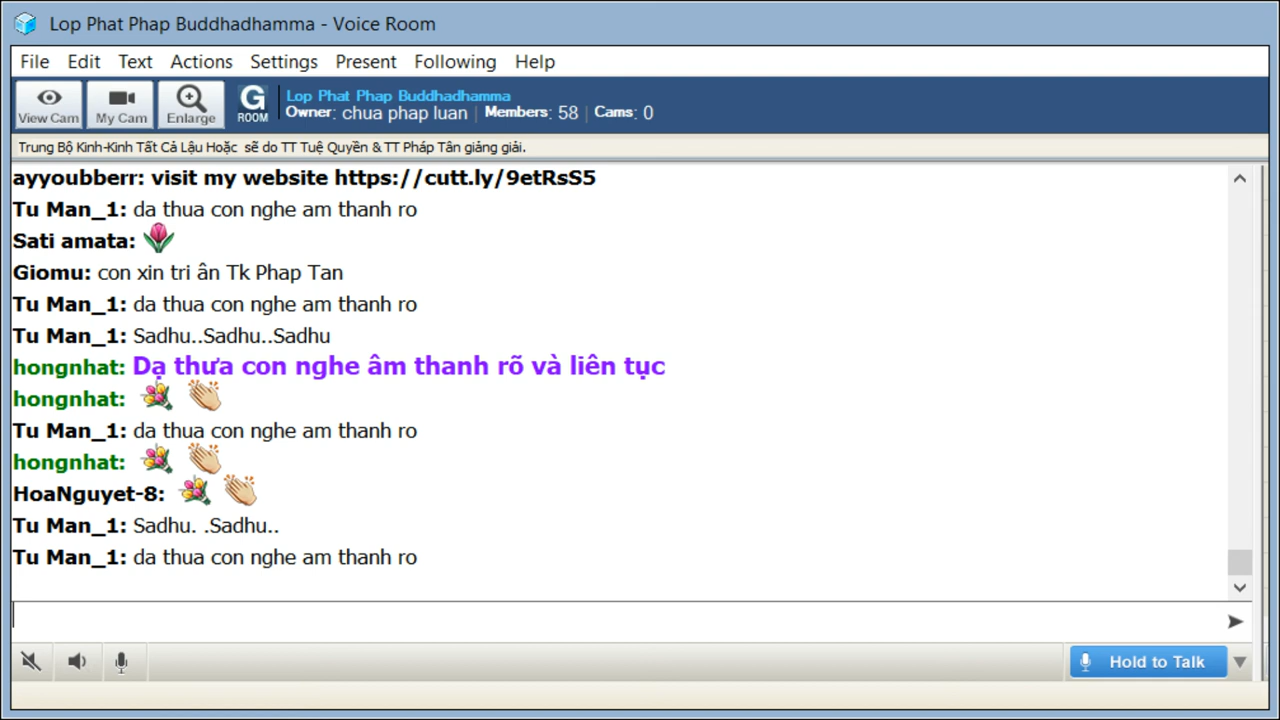 Lop Phat Phap Buddhadhamma - Voice Room
File Edit Text Actions Settings Present Following Help
View Cam My Cam Enlarge G ROOM
Lop Phat Phap Buddhadhamma
Owner: chua phap luan | Members: 58 | Cams: 0
Trung Bộ Kinh-Kinh Tất Cả Lậu Hoặc sẽ do TT Tuệ Quyền & TT Pháp Tân giảng giải.
ayyoubberr: visit my website https://cutt.ly/9etRsS5
Tu Man_1: da thua con nghe am thanh ro
Sati amata:
Giomu: con xin tri ân Tk Phap Tan
Tu Man_1: da thua con nghe am thanh ro
Tu Man_1: Sadhu..Sadhu..Sadhu
hongnhat: Dạ thưa con nghe âm thanh rõ và liên tục
hongnhat:
Tu Man_1: da thua con nghe am thanh ro
hongnhat:
HoaNguyet-8:
Tu Man_1: Sadhu. .Sadhu..
Tu Man_1: da thua con nghe am thanh ro
Hold to Talk